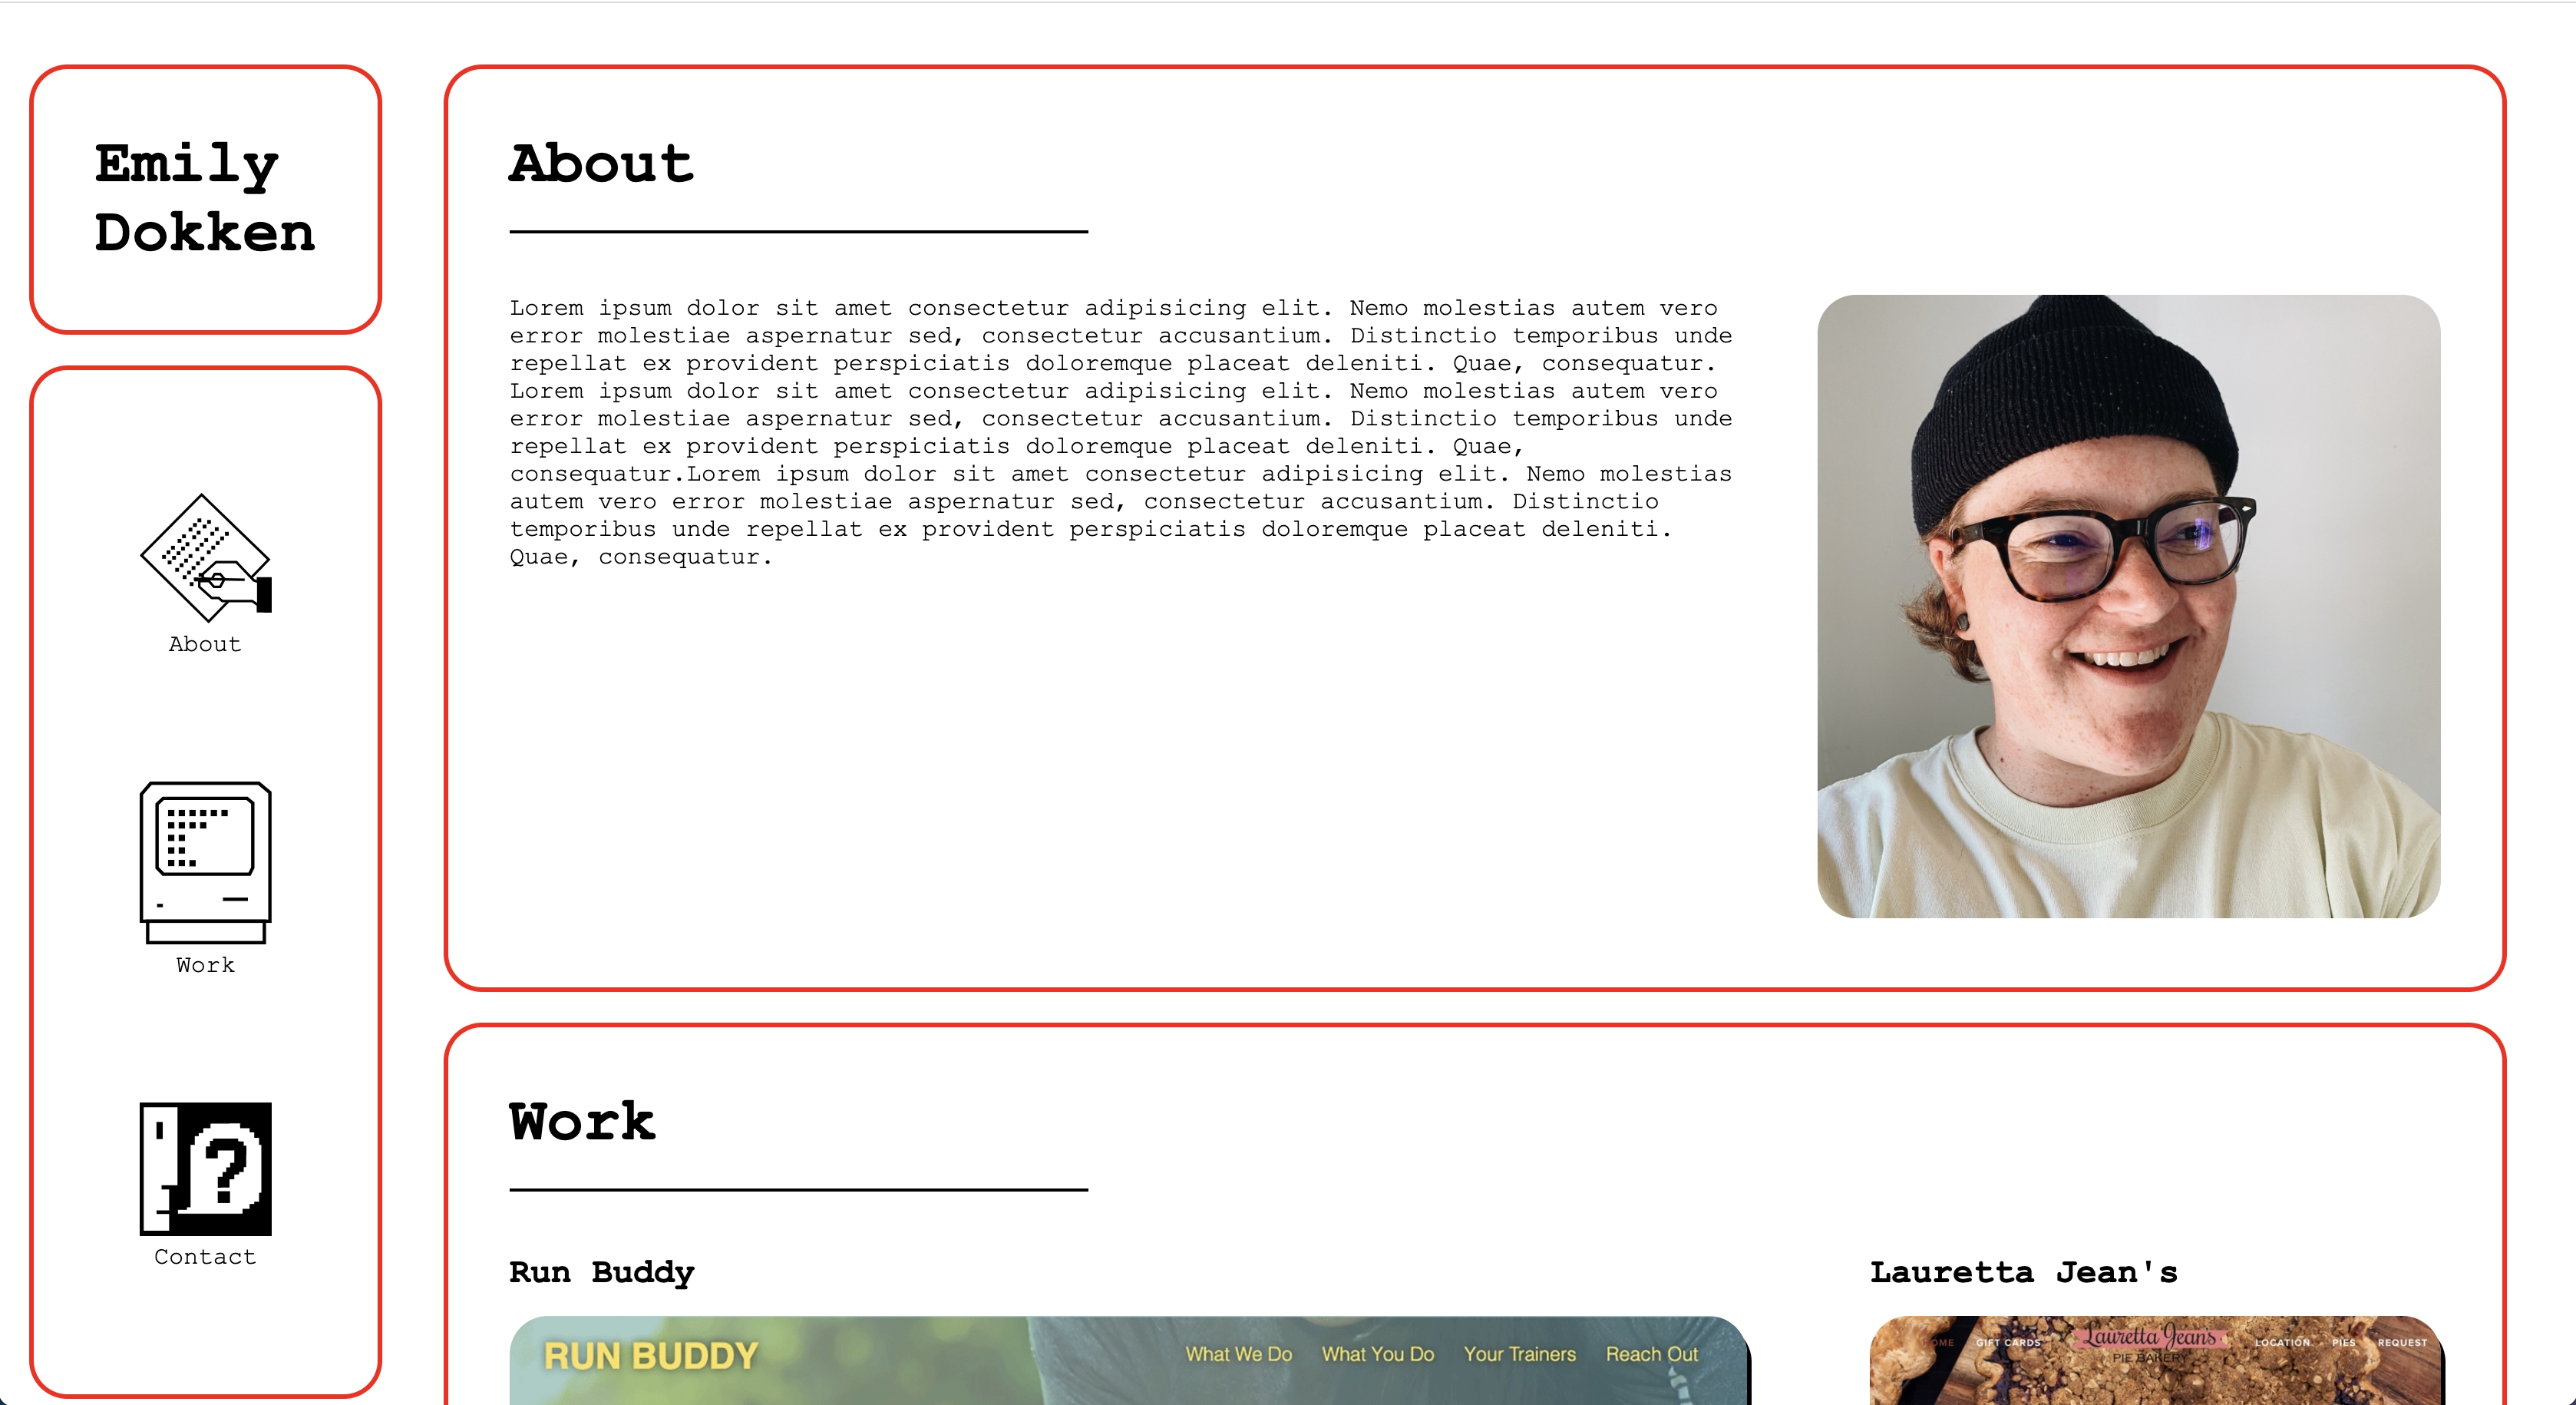 Emily
Dokken
About
Work
Contact
About
Lorem ipsum dolor sit amet consectetur adipisicing elit. Nemo molestias autem vero
error molestiae aspernatur sed, consectetur accusantium. Distinctio temporibus unde
repellat ex provident perspiciatis doloremque placeat deleniti. Quae, consequatur.
Lorem ipsum dolor sit amet consectetur adipisicing elit. Nemo molestias autem vero
error molestiae aspernatur sed, consectetur accusantium. Distinctio temporibus unde
repellat ex provident perspiciatis doloremque placeat deleniti. Quae,
consequatur.Lorem ipsum dolor sit amet consectetur adipisicing elit. Nemo molestias
autem vero error molestiae aspernatur sed, consectetur accusantium. Distinctio
temporibus unde repellat ex provident perspiciatis doloremque placeat deleniti.
Quae, consequatur.
Work
Run Buddy
RUN BUDDY
What We Do What You Do Your Trainers Reach Out
Lauretta Jean's
GIFT CARDS Lauretta Jeans LOCATION PIES REQUEST
PIE BAKERY